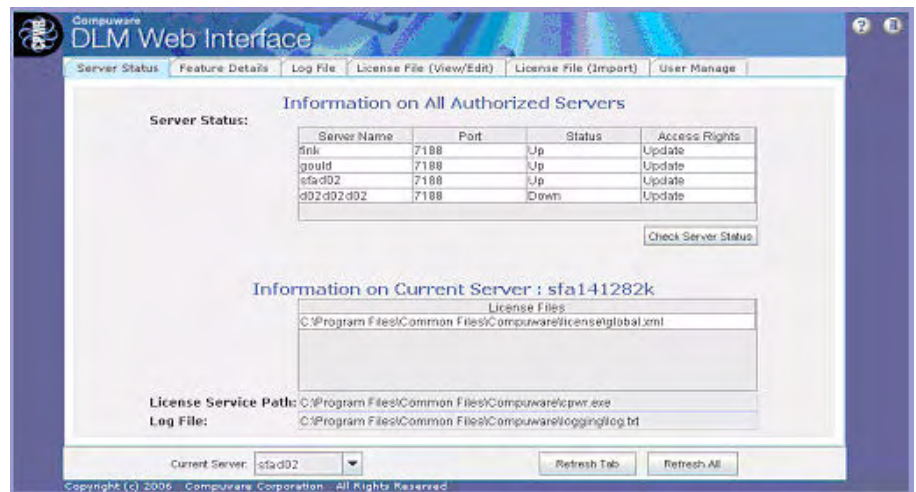 CPWR
Compuware
DLM Web Interface
Server Status Feature Details Log File License File (View/Edit) License File (Import) User Manage
Information on All Authorized Servers
Server Status:
Server Name Port Status Access Rights
fink 7188 Up Update
gould 7188 Up Update
sfad02 7188 Up Update
d02d02d02 7188 Down Update
Check Server Status
Information on Current Server : sfa141282k
License Files
C:\Program Files\Common Files\Compuware\license\global.xml
License Service Path: C:\Program Files\Common Files\Compuware\cpwr.exe
Log File: C:\Program Files\Common Files\Compuware\logging\log.txt
Current Server: sfad02 Refresh Tab Refresh All
Copyright (c) 2006 Compuware Corporation All Rights Reserved